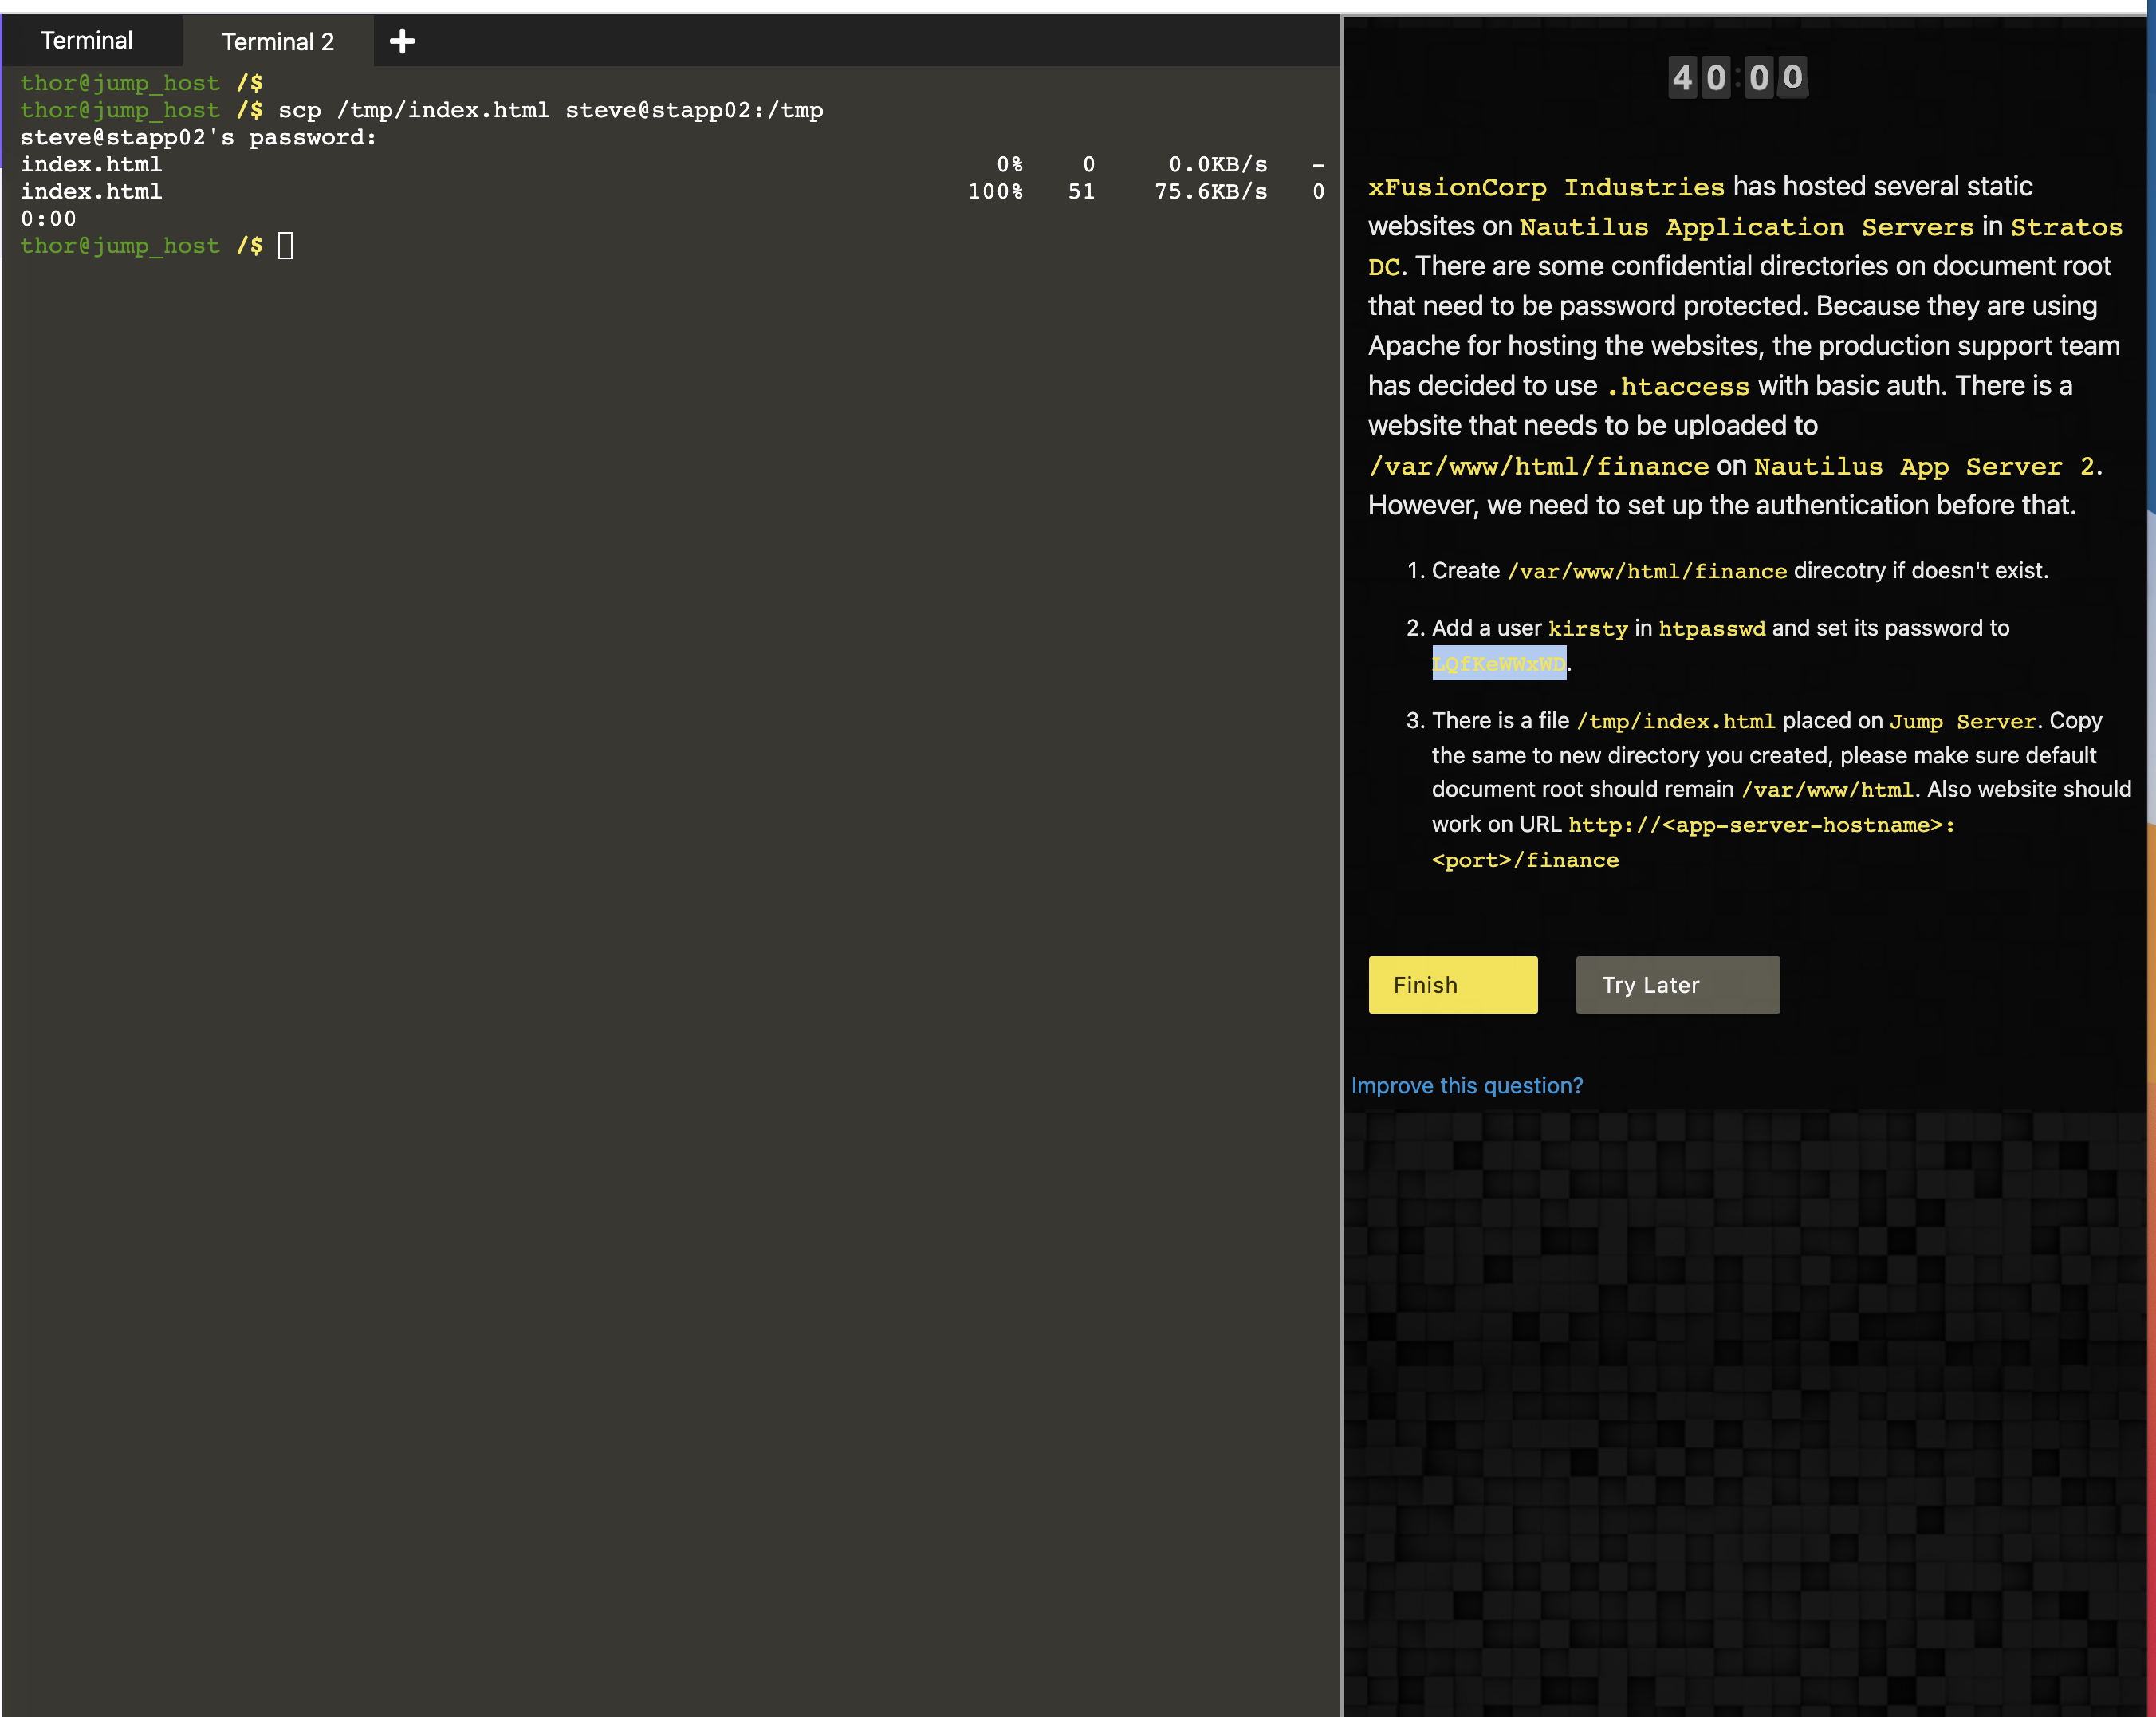 Terminal
Terminal 2
thor@jump_host /$
thor@jump_host /$ scp /tmp/index.html steve@stapp02:/tmp
steve@stapp02's password:
index.html 0% 0 0.0KB/s -
index.html 100% 51 75.6KB/s 0
0:00
thor@jump_host /$
40:00
xFusionCorp Industries has hosted several static
websites on Nautilus Application Servers in Stratos
DC. There are some confidential directories on document root
that need to be password protected. Because they are using
Apache for hosting the websites, the production support team
has decided to use .htaccess with basic auth. There is a
website that needs to be uploaded to
/var/www/html/finance on Nautilus App Server 2.
However, we need to set up the authentication before that.
1. Create /var/www/html/finance direcotry if doesn't exist.
2. Add a user kirsty in htpasswd and set its password to
LQfKeWWxWD.
3. There is a file /tmp/index.html placed on Jump Server. Copy
the same to new directory you created, please make sure default
document root should remain /var/www/html. Also website should
work on URL http://<app-server-hostname>:
<port>/finance
Finish
Try Later
Improve this question?